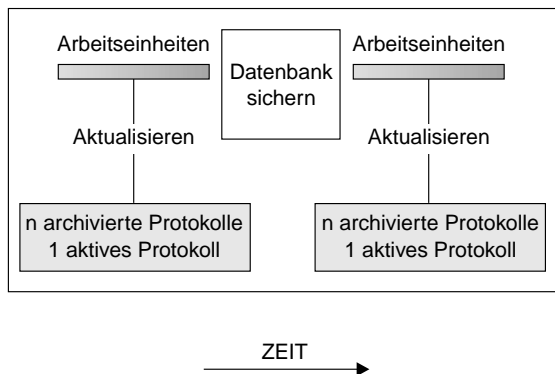 Arbeitseinheiten
Datenbank
sichern
Arbeitseinheiten
Aktualisieren
Aktualisieren
n archivierte Protokolle
1 aktives Protokoll
n archivierte Protokolle
1 aktives Protokoll
ZEIT